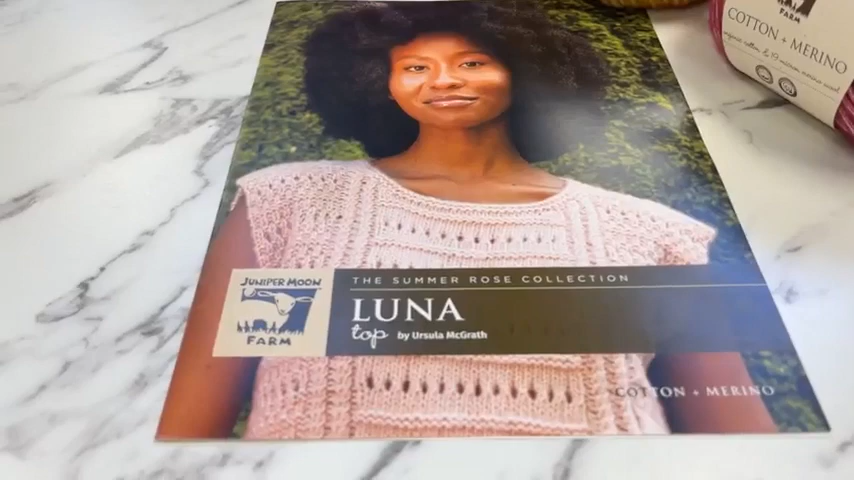 FARM
COTTON + MERINO
JUNIPER MOON
FARM
THE SUMMER ROSE COLLECTION
LUNA
top by Ursula McGrath
COTTON + MERINO